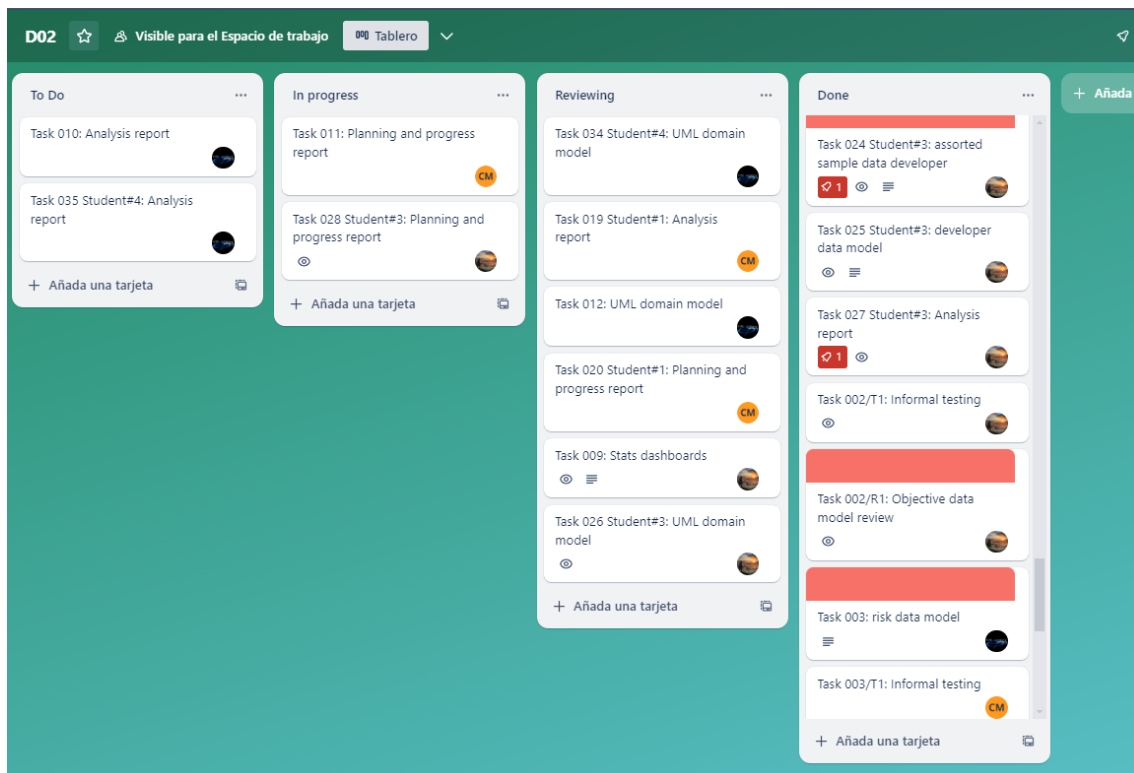 D02
Visible para el Espacio de trabajo
Tablero
To Do
Task 010: Analysis report
Task 035 Student#4: Analysis
report
+ Añada una tarjeta
In progress
Task 011: Planning and progress
report
CM
Task 028 Student#3: Planning and
progress report
+ Añada una tarjeta
Reviewing
Task 034 Student#4: UML domain
model
Task 019 Student#1: Analysis
report
CM
Task 012: UML domain model
Task 020 Student#1: Planning and
progress report
CM
Task 009: Stats dashboards
Task 026 Student#3: UML domain
model
+ Añada una tarjeta
Done
Task 024 Student#3: assorted
sample data developer
1
Task 025 Student#3: developer
data model
Task 027 Student#3: Analysis
report
1
Task 002/T1: Informal testing
Task 002/R1: Objective data
model review
Task 003: risk data model
Task 003/T1: Informal testing
CM
+ Añada una tarjeta
+ Añada